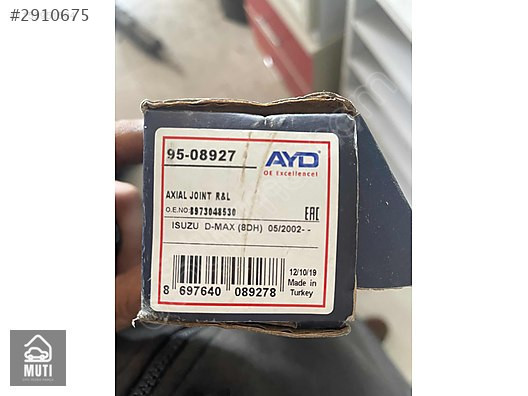 #2910675
95-08927
AYD
OE Excellence!
AXIAL JOINT R&L
O.E.NO:8973048530
EAC
ISUZU D-MAX (8DH) 05/2002- -
12/10/19
Made in
Turkey
8 697640 089278
MUTI